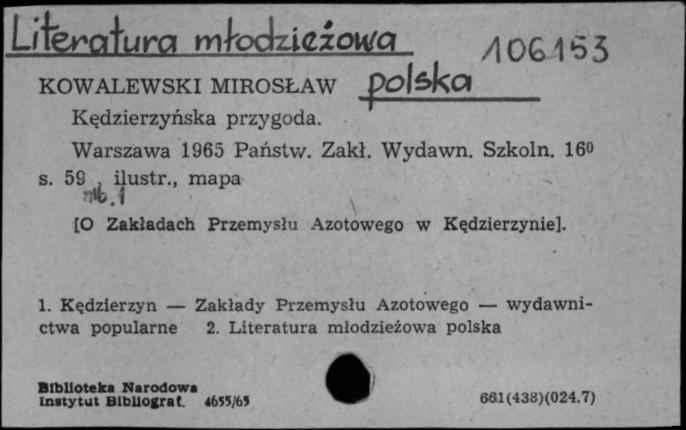 Literatura młodzieżowa 106153
KOWALEWSKI MIROSŁAW polska
Kędzierzyńska przygoda.
Warszawa 1965 Państw. Zakł. Wydawn. Szkoln. 16⁰
s. 59, ilustr., mapa
nlb. 1
[O Zakładach Przemysłu Azotowego w Kędzierzynie].
1. Kędzierzyn — Zakłady Przemysłu Azotowego — wydawni-
ctwa popularne 2. Literatura młodzieżowa polska
Biblioteka Narodowa
Instytut Bibliograf. 4655/65 661(438)(024.7)